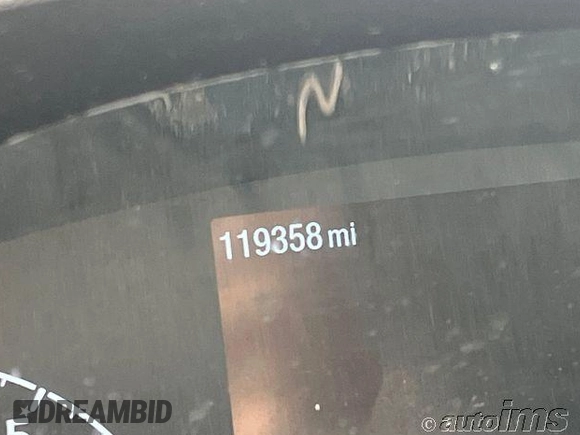 N
119358 mi
DREAMBID
© autoims